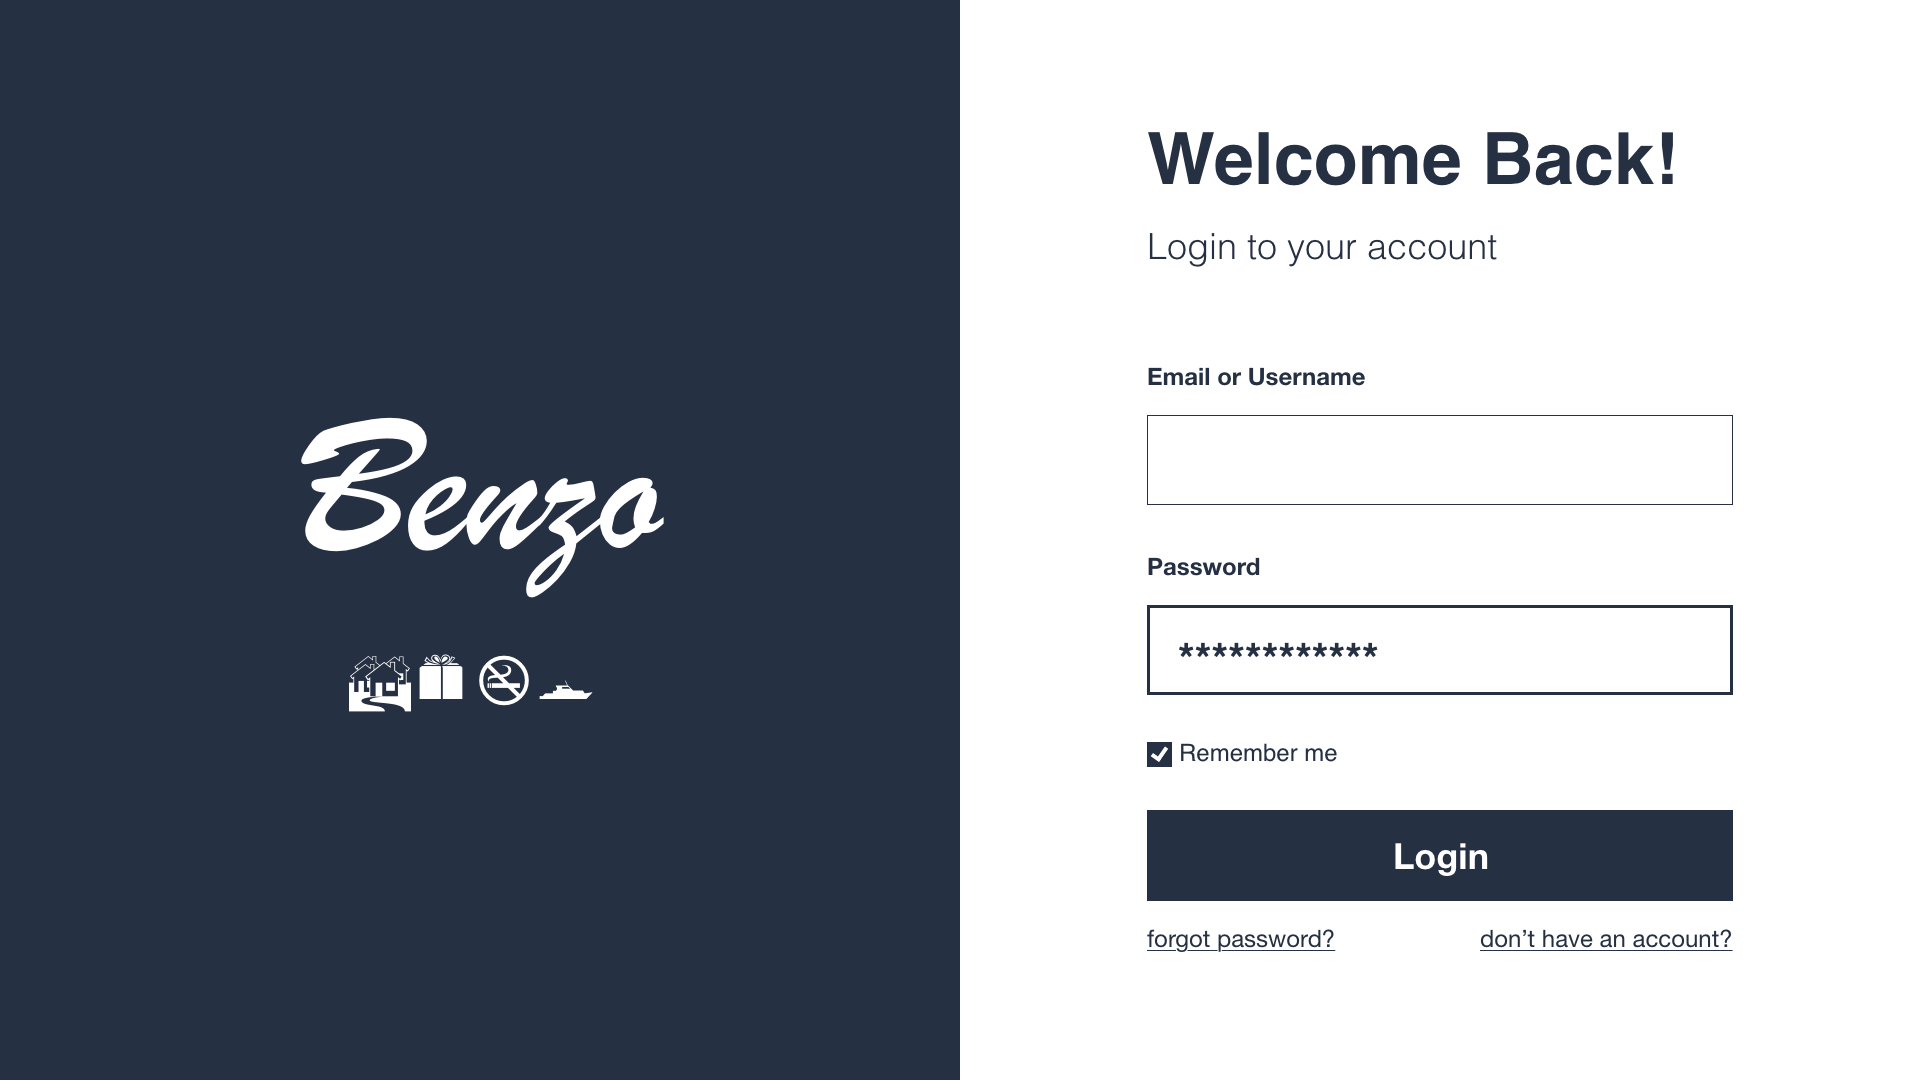 Benzo
Welcome Back!
Login to your account
Email or Username
Password
************
Remember me
Login
forgot password?
don’t have an account?